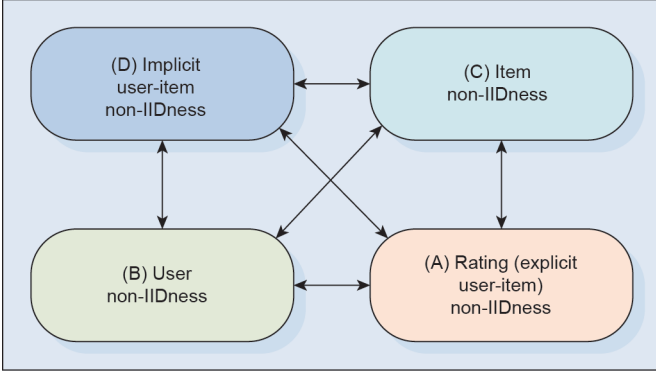 (D) Implicit
user-item
non-IIDness
(C) Item
non-IIDness
(B) User
non-IIDness
(A) Rating (explicit
user-item)
non-IIDness